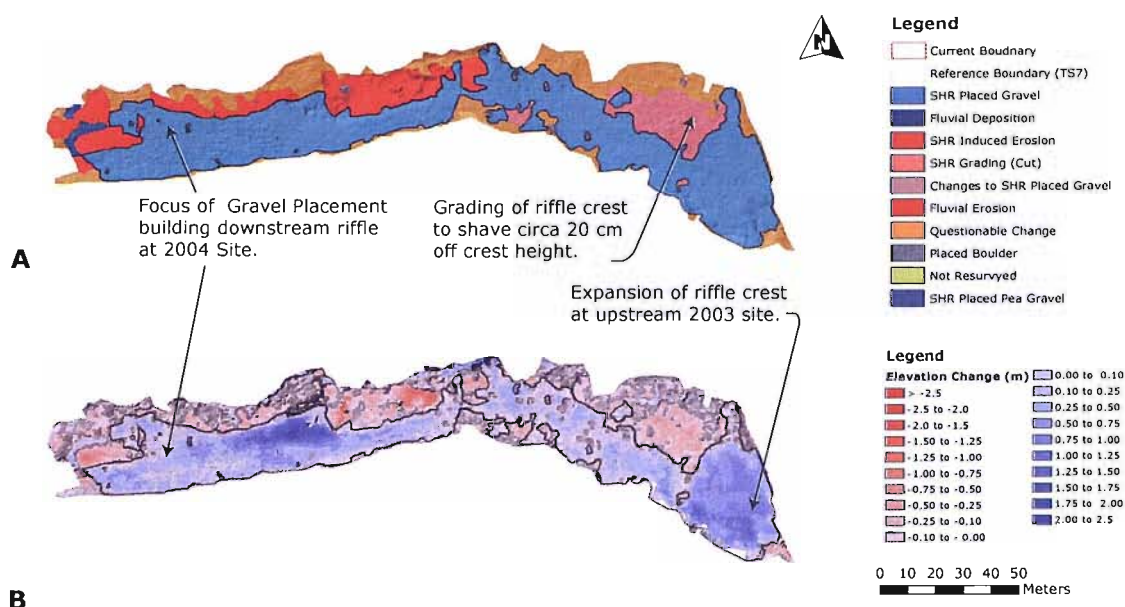 N
Legend
Current Boudnary
Reference Boundary (TS7)
SHR Placed Gravel
Fluvial Deposition
SHR Induced Erosion
SHR Grading (Cut)
Changes to SHR Placed Gravel
Fluvial Erosion
Questionable Change
Placed Boulder
Not Resurvyed
SHR Placed Pea Gravel
Focus of Gravel Placement
building downstream riffle
at 2004 Site.
Grading of riffle crest
to shave circa 20 cm
off crest height.
A
Expansion of riffle crest
at upstream 2003 site.
Legend
Elevation Change (m)
> -2.5
-2.5 to -2.0
-2.0 to -1.5
-1.50 to -1.25
-1.25 to -1.00
-1.00 to -0.75
-0.75 to -0.50
-0.50 to -0.25
-0.25 to -0.10
-0.10 to - 0.00
0.00 to 0.10
0.10 to 0.25
0.25 to 0.50
0.50 to 0.75
0.75 to 1.00
1.00 to 1.25
1.25 to 1.50
1.50 to 1.75
1.75 to 2.00
2.00 to 2.5
0 10 20 30 40 50
Meters
B